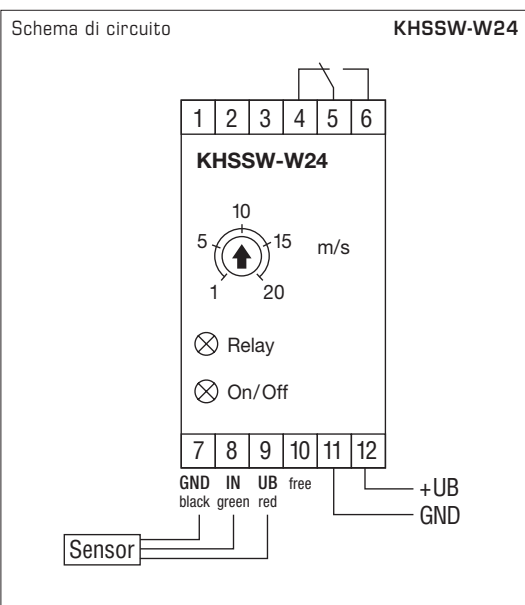 Schema di circuito KHSSW-W24
1 2 3 4 5 6
KHSSW-W24
10
5 15 m/s
1 20
Relay
On/Off
7 8 9 10 11 12
GND IN UB free
black green red
+UB
GND
Sensor